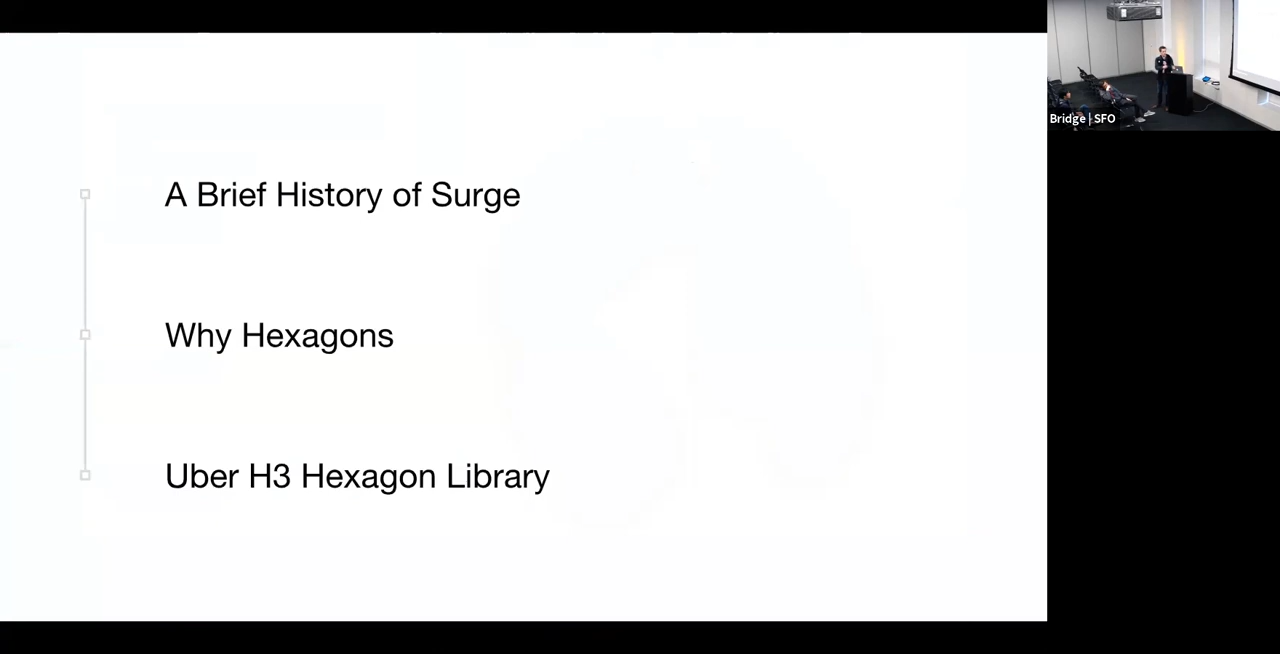 A Brief History of Surge
Why Hexagons
Uber H3 Hexagon Library
Bridge | SFO